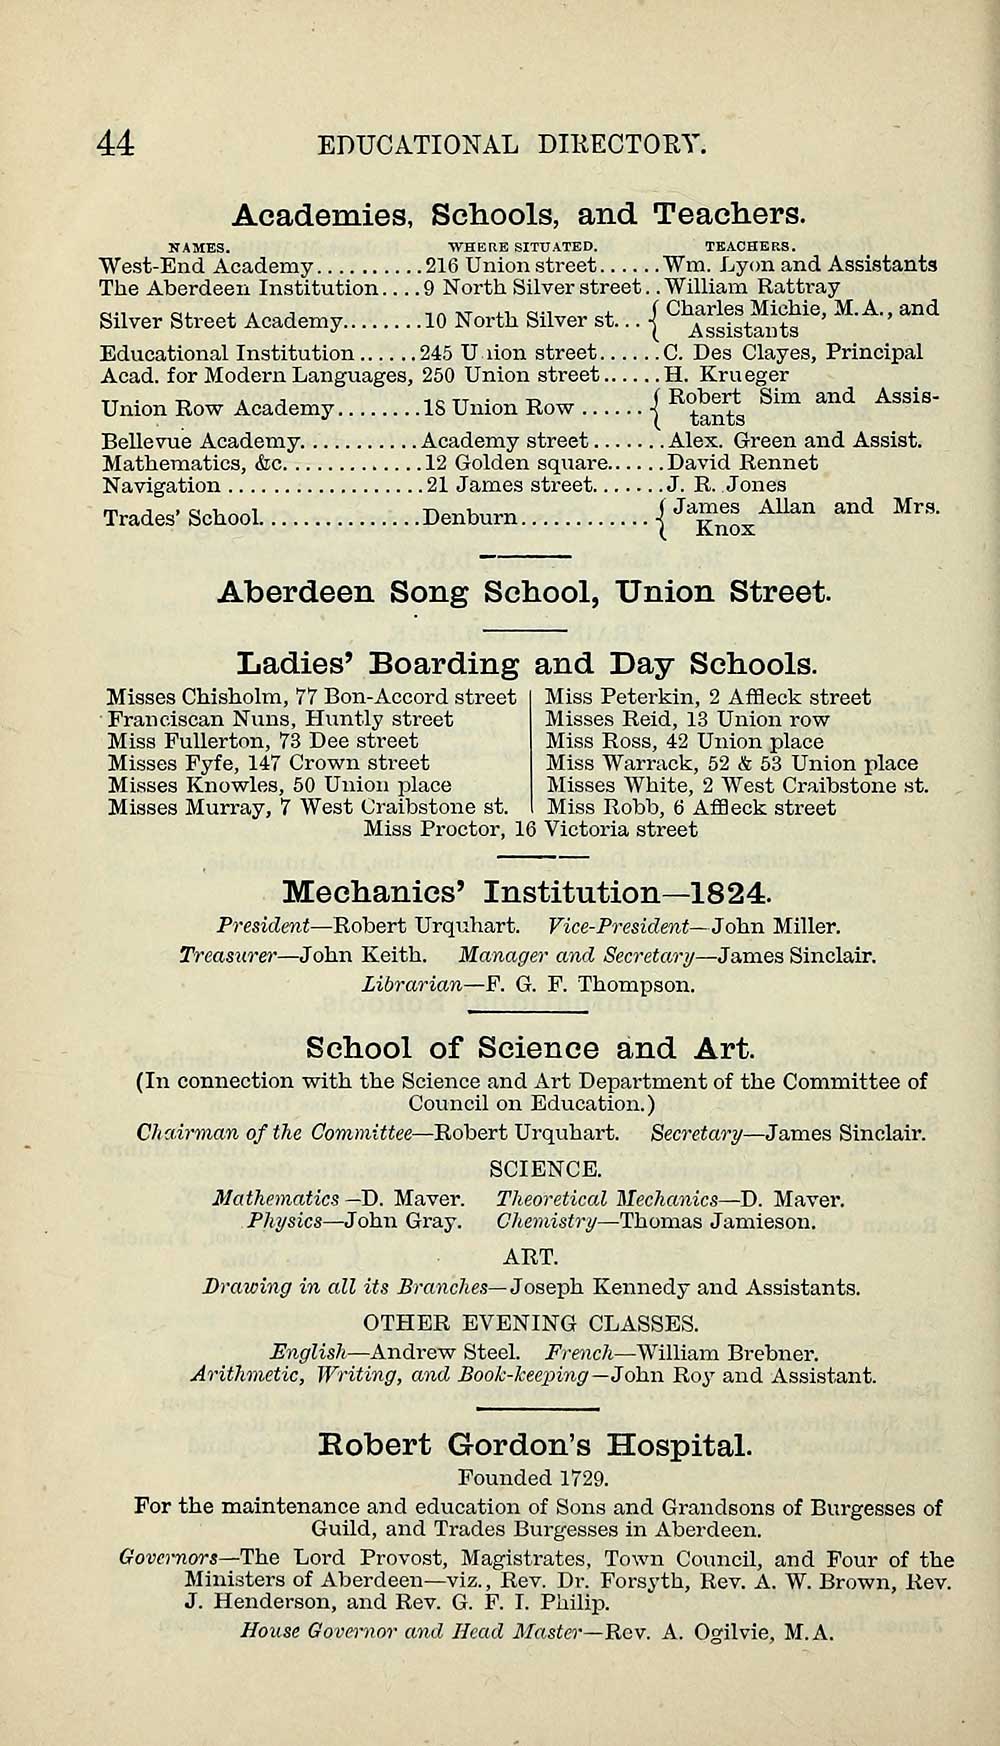 44 EDUCATIONAL DIRECTORY.
Academies, Schools, and Teachers.
NAMES. WHERE SITUATED. TEACHERS.
West-End Academy..........216 Union street......Wm. Lyon and Assistants
The Aberdeen Institution....9 North Silver street..William Rattray
Silver Street Academy........10 North Silver st...{ Charles Michie, M.A., and
Assistants
Educational Institution ......245 Union street......C. Des Clayes, Principal
Acad. for Modern Languages, 250 Union street......H. Krueger
Union Row Academy........18 Union Row ......{ Robert Sim and Assis-
tants
Bellevue Academy...........Academy street.......Alex. Green and Assist.
Mathematics, &c.............12 Golden square......David Rennet
Navigation ..................21 James street.......J. R. Jones
Trades' School...............Denburn............{ James Allan and Mrs.
Knox
Aberdeen Song School, Union Street.
Ladies' Boarding and Day Schools.
Misses Chisholm, 77 Bon-Accord street
Franciscan Nuns, Huntly street
Miss Fullerton, 73 Dee street
Misses Fyfe, 147 Crown street
Misses Knowles, 50 Union place
Misses Murray, 7 West Craibstone st.
Miss Peterkin, 2 Affleck street
Misses Reid, 13 Union row
Miss Ross, 42 Union place
Miss Warrack, 52 & 53 Union place
Misses White, 2 West Craibstone st.
Miss Robb, 6 Affleck street
Miss Proctor, 16 Victoria street
Mechanics' Institution—1824.
President—Robert Urquhart. Vice-President—John Miller.
Treasurer—John Keith. Manager and Secretary—James Sinclair.
Librarian—F. G. F. Thompson.
School of Science and Art.
(In connection with the Science and Art Department of the Committee of
Council on Education.)
Chairman of the Committee—Robert Urquhart. Secretary—James Sinclair.
SCIENCE.
Mathematics—D. Maver. Theoretical Mechanics—D. Maver.
Physics—John Gray. Chemistry—Thomas Jamieson.
ART.
Drawing in all its Branches—Joseph Kennedy and Assistants.
OTHER EVENING CLASSES.
English—Andrew Steel. French—William Brebner.
Arithmetic, Writing, and Book-keeping—John Roy and Assistant.
Robert Gordon's Hospital.
Founded 1729.
For the maintenance and education of Sons and Grandsons of Burgesses of
Guild, and Trades Burgesses in Aberdeen.
Governors—The Lord Provost, Magistrates, Town Council, and Four of the
Ministers of Aberdeen—viz., Rev. Dr. Forsyth, Rev. A. W. Brown, Rev.
J. Henderson, and Rev. G. F. I. Philip.
House Governor and Head Master—Rev. A. Ogilvie, M.A.